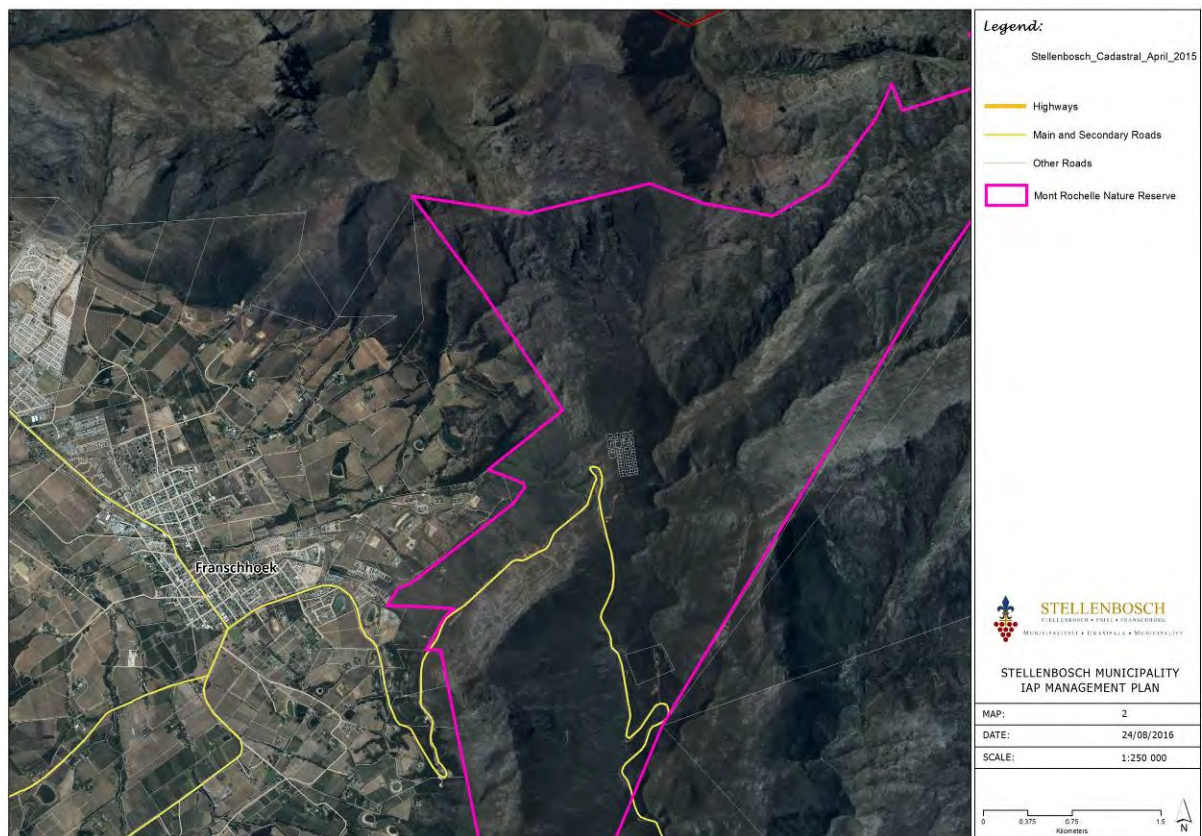 Franschhoek
Legend:
Stellenbosch_Cadastral_April_2015
Highways
Main and Secondary Roads
Other Roads
Mont Rochelle Nature Reserve
STELLENBOSCH
STELLENBOSCH • PNIEL • FRANSCHHOEK
MUNISIPALITEIT • UMASIPALA • MUNICIPALITY
STELLENBOSCH MUNICIPALITY
IAP MANAGEMENT PLAN
MAP: 2
DATE: 24/08/2016
SCALE: 1:250 000
0 0.375 0.75 1.5
Kilometers
N